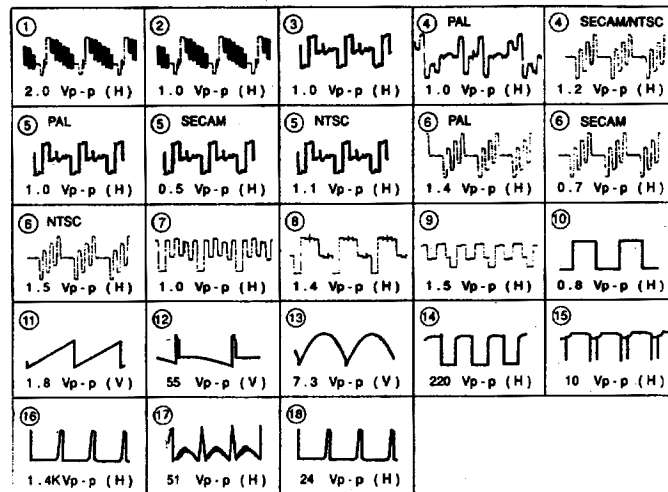 ① ② ③ ④ PAL ④ SECAM/NTSC
2.0 Vp-p (H) 1.0 Vp-p (H) 1.0 Vp-p (H) 1.0 Vp-p (H) 1.2 Vp-p (H)
⑤ PAL ⑤ SECAM ⑤ NTSC ⑥ PAL ⑥ SECAM
1.0 Vp-p (H) 0.5 Vp-p (H) 1.1 Vp-p (H) 1.4 Vp-p (H) 0.7 Vp-p (H)
⑥ NTSC ⑦ ⑧ ⑨ ⑩
1.5 Vp-p (H) 1.0 Vp-p (H) 1.4 Vp-p (H) 1.5 Vp-p (H) 0.8 Vp-p (H)
⑪ ⑫ ⑬ ⑭ ⑮
1.8 Vp-p (V) 55 Vp-p (V) 7.3 Vp-p (V) 220 Vp-p (H) 10 Vp-p (H)
⑯ ⑰ ⑱
1.4KVp-p (H) 51 Vp-p (H) 24 Vp-p (H)